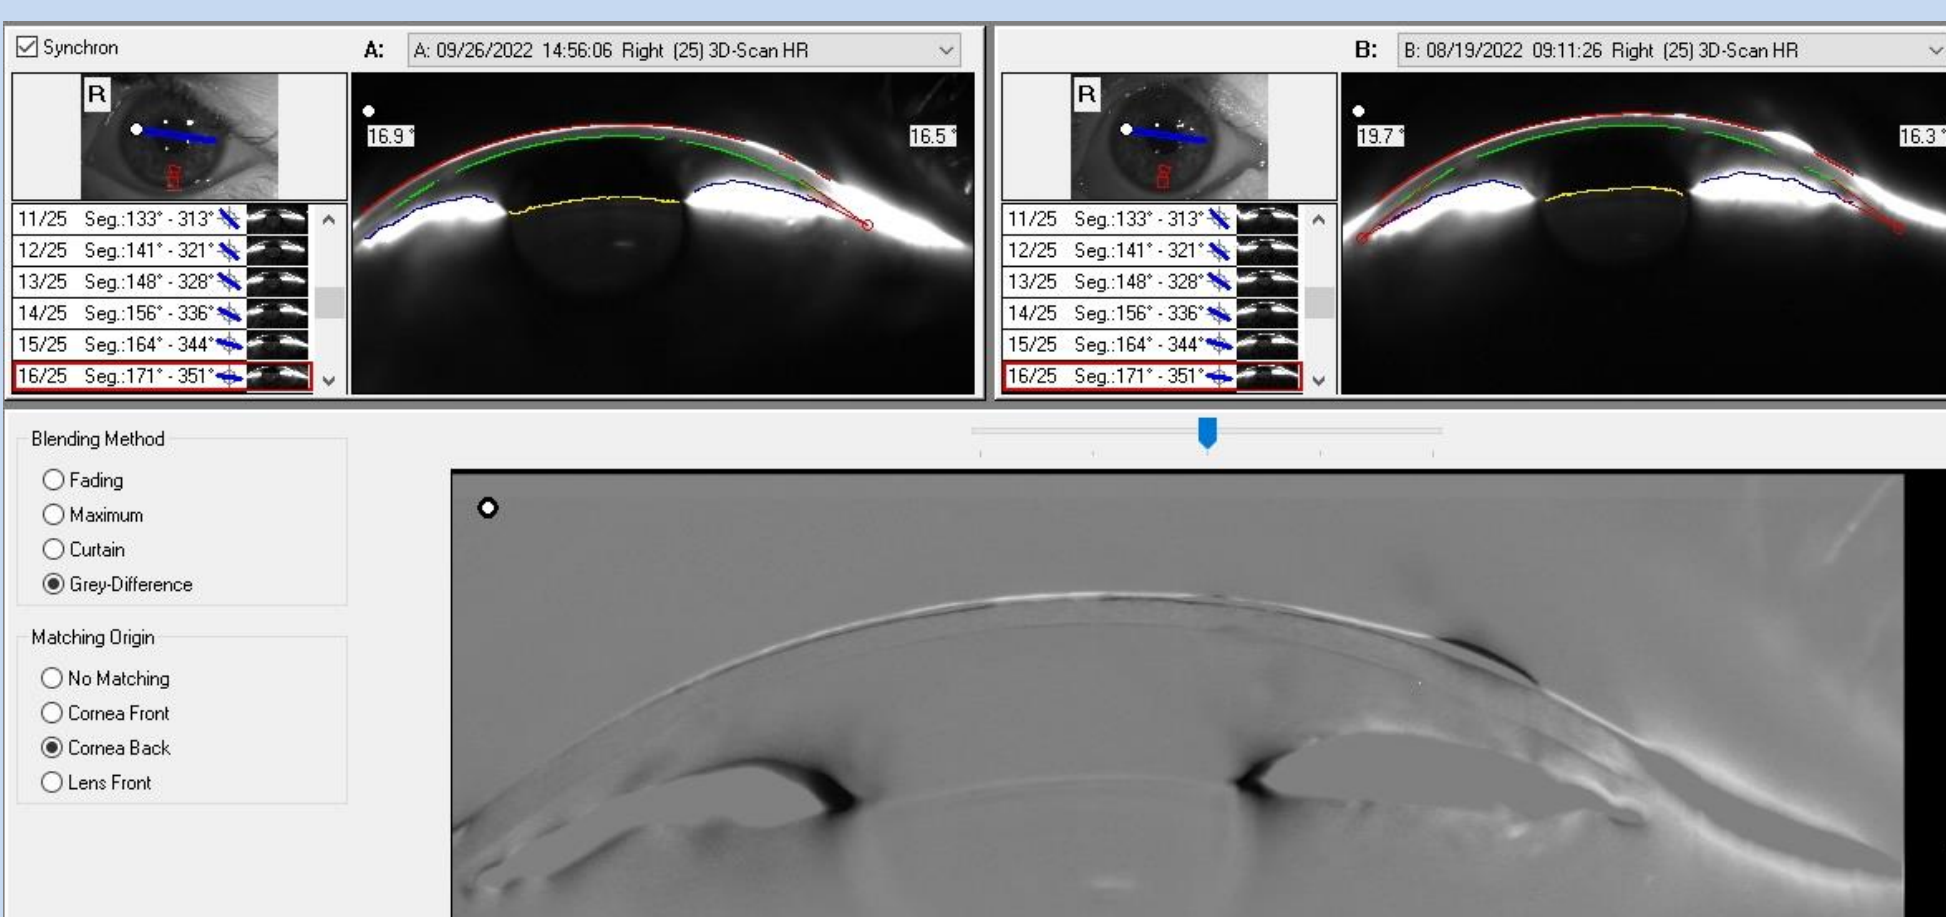 Synchron
A:
A: 09/26/2022 14:56:06 Right (25) 3D-Scan HR
R
16.9 °
16.5 °
11/25 Seg.:133° - 313°
12/25 Seg.:141° - 321°
13/25 Seg.:148° - 328°
14/25 Seg.:156° - 336°
15/25 Seg.:164° - 344°
16/25 Seg.:171° - 351°
B:
B: 08/19/2022 09:11:26 Right (25) 3D-Scan HR
R
19.7 °
16.3 °
11/25 Seg.:133° - 313°
12/25 Seg.:141° - 321°
13/25 Seg.:148° - 328°
14/25 Seg.:156° - 336°
15/25 Seg.:164° - 344°
16/25 Seg.:171° - 351°
Blending Method
Fading
Maximum
Curtain
Grey-Difference
Matching Origin
No Matching
Cornea Front
Cornea Back
Lens Front